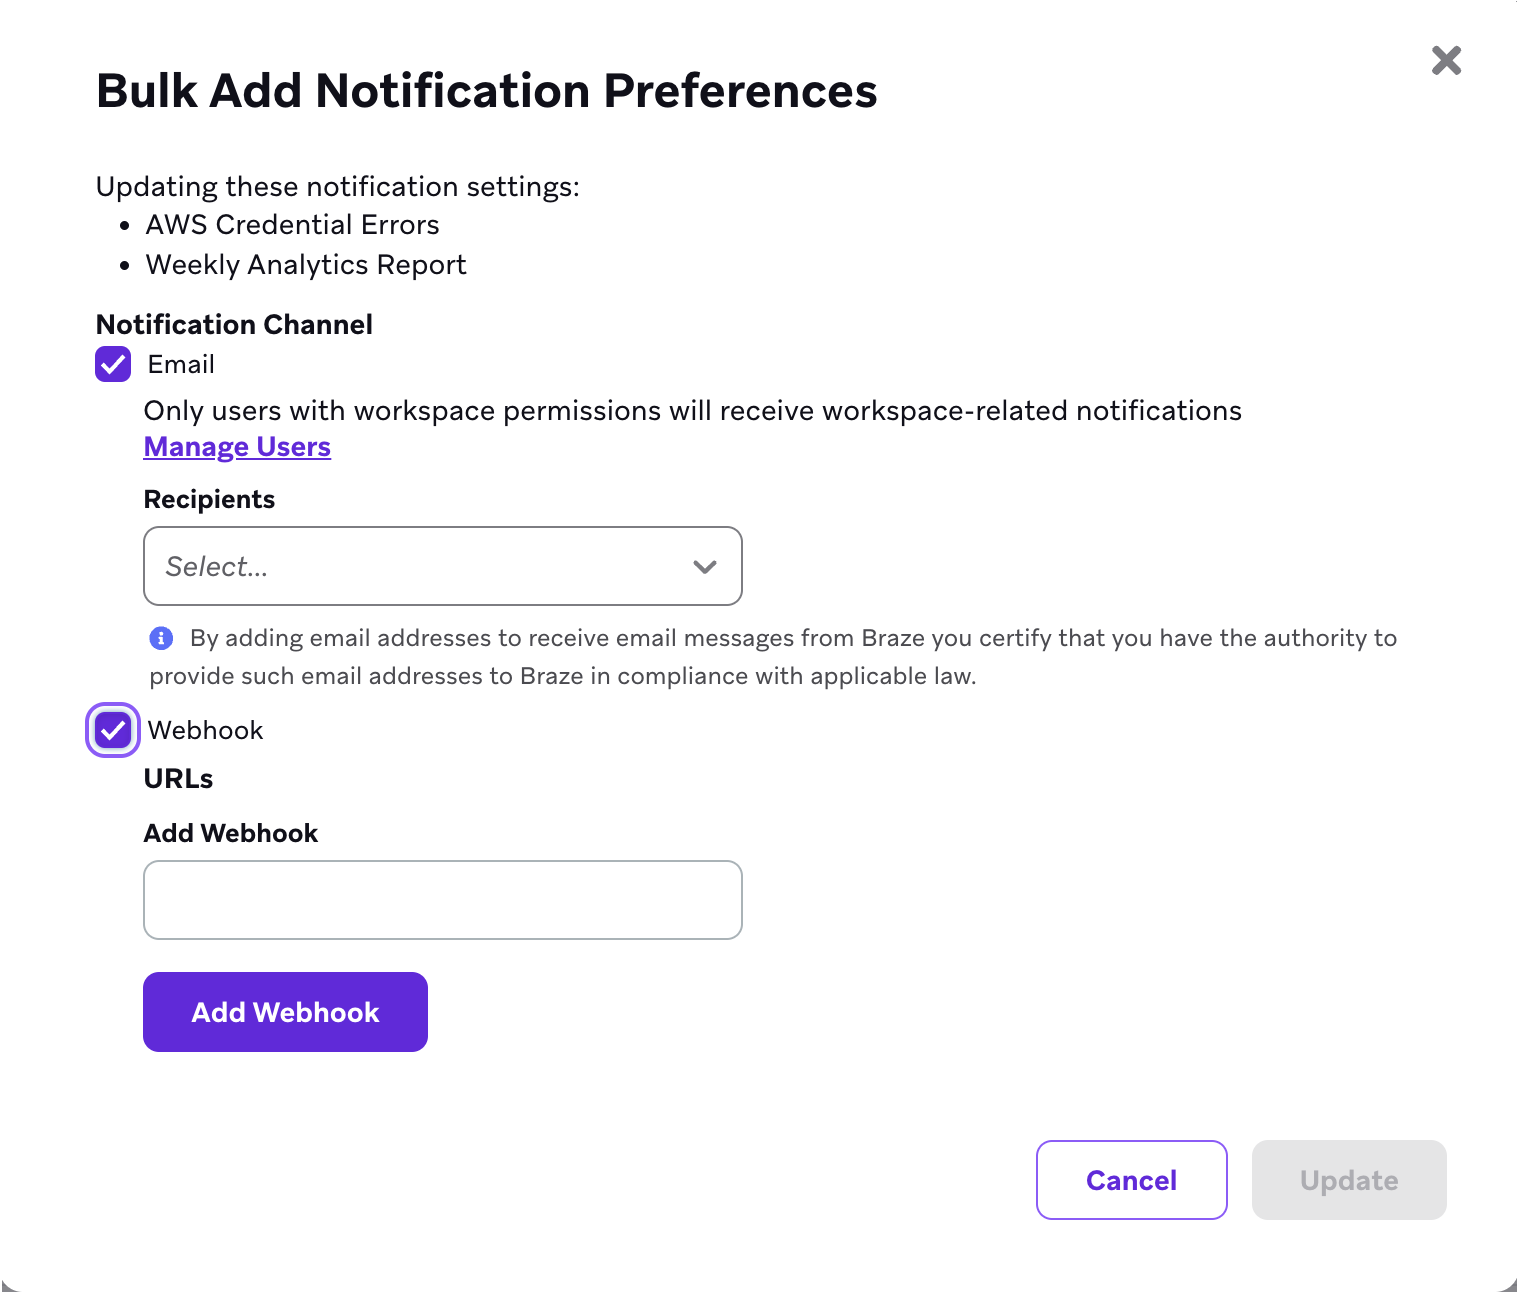 Bulk Add Notification Preferences
Updating these notification settings:
• AWS Credential Errors
• Weekly Analytics Report
Notification Channel
Email
Only users with workspace permissions will receive workspace-related notifications
Manage Users
Recipients
Select...
By adding email addresses to receive email messages from Braze you certify that you have the authority to
provide such email addresses to Braze in compliance with applicable law.
Webhook
URLs
Add Webhook
Add Webhook
Cancel
Update